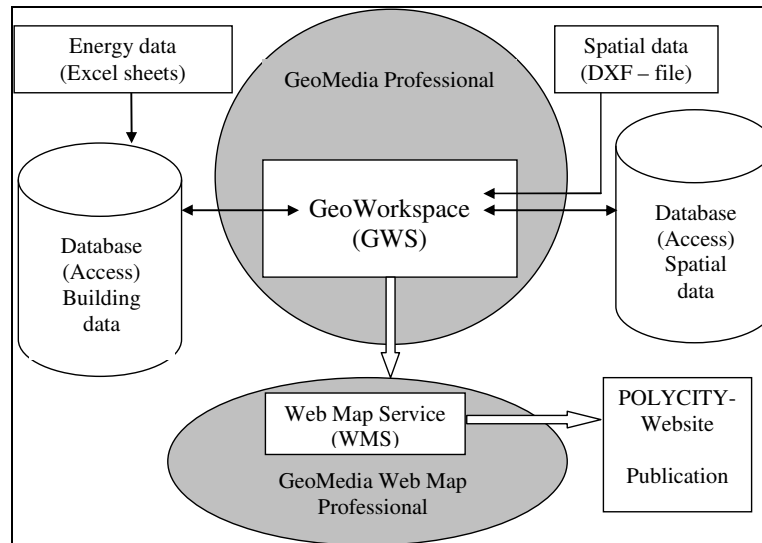 Energy data
(Excel sheets)
GeoMedia Professional
Spatial data
(DXF – file)
GeoWorkspace
(GWS)
Database
(Access)
Building
data
Database
(Access)
Spatial
data
Web Map Service
(WMS)
GeoMedia Web Map
Professional
POLYCITY-
Website
Publication